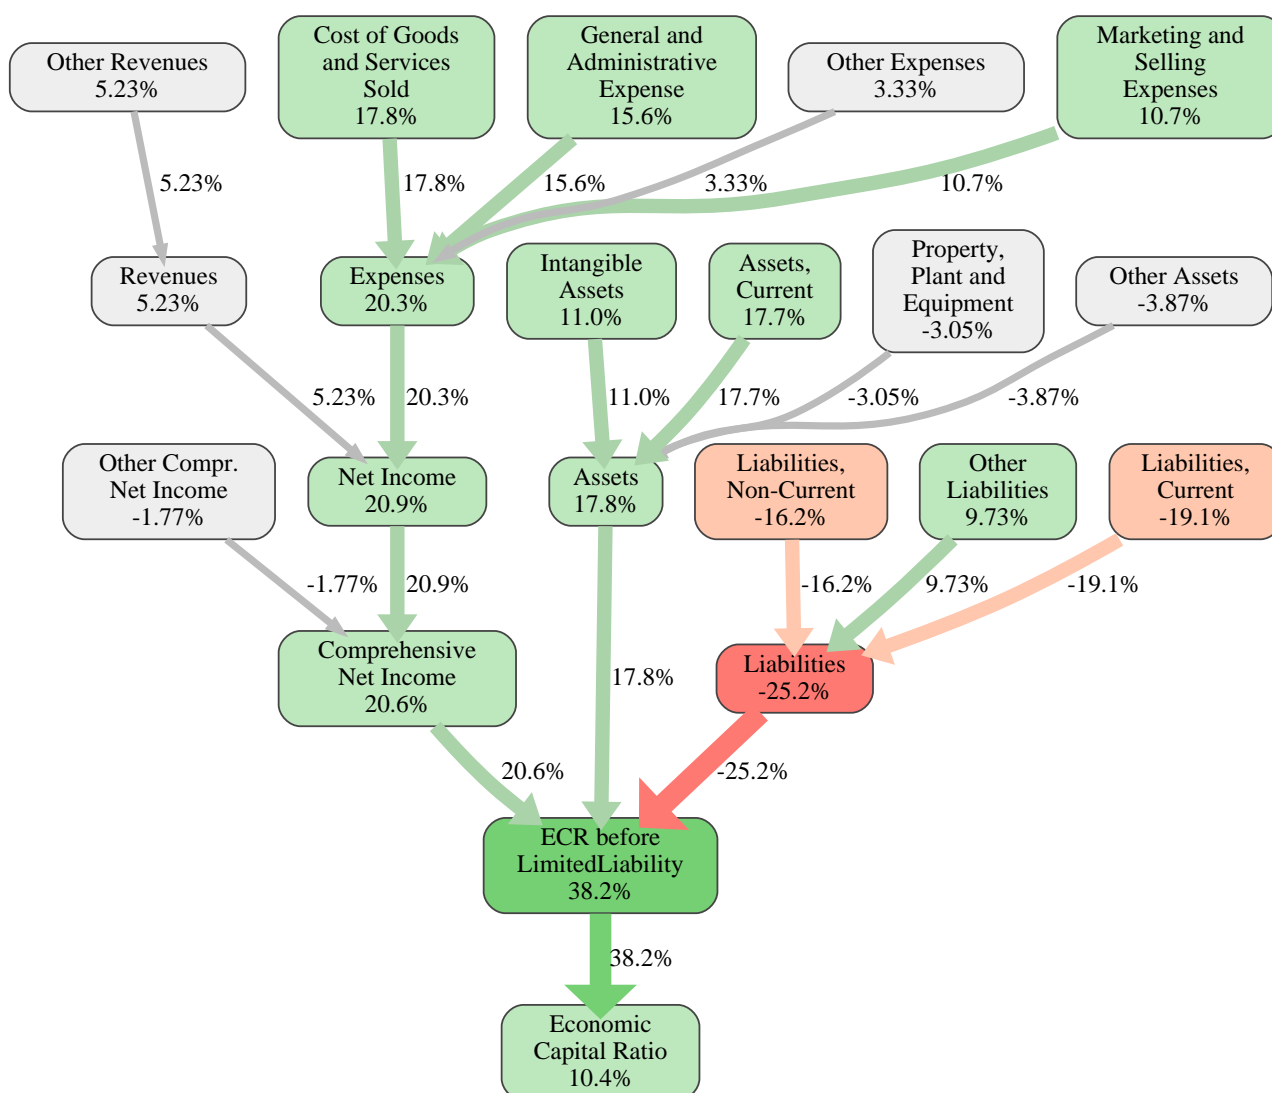 Other Revenues
5.23%
Cost of Goods
and Services
Sold
17.8%
General and
Administrative
Expense
15.6%
Other Expenses
3.33%
Marketing and
Selling
Expenses
10.7%
5.23%
17.8%
15.6%
3.33%
10.7%
Revenues
5.23%
Expenses
20.3%
Intangible
Assets
11.0%
Assets,
Current
17.7%
Property,
Plant and
Equipment
-3.05%
Other Assets
-3.87%
5.23%
20.3%
11.0%
17.7%
-3.05%
-3.87%
Other Compr.
Net Income
-1.77%
Net Income
20.9%
Assets
17.8%
Liabilities,
Non-Current
-16.2%
Other
Liabilities
9.73%
Liabilities,
Current
-19.1%
-1.77%
20.9%
-16.2%
9.73%
-19.1%
Comprehensive
Net Income
20.6%
17.8%
Liabilities
-25.2%
20.6%
-25.2%
ECR before
LimitedLiability
38.2%
38.2%
Economic
Capital Ratio
10.4%